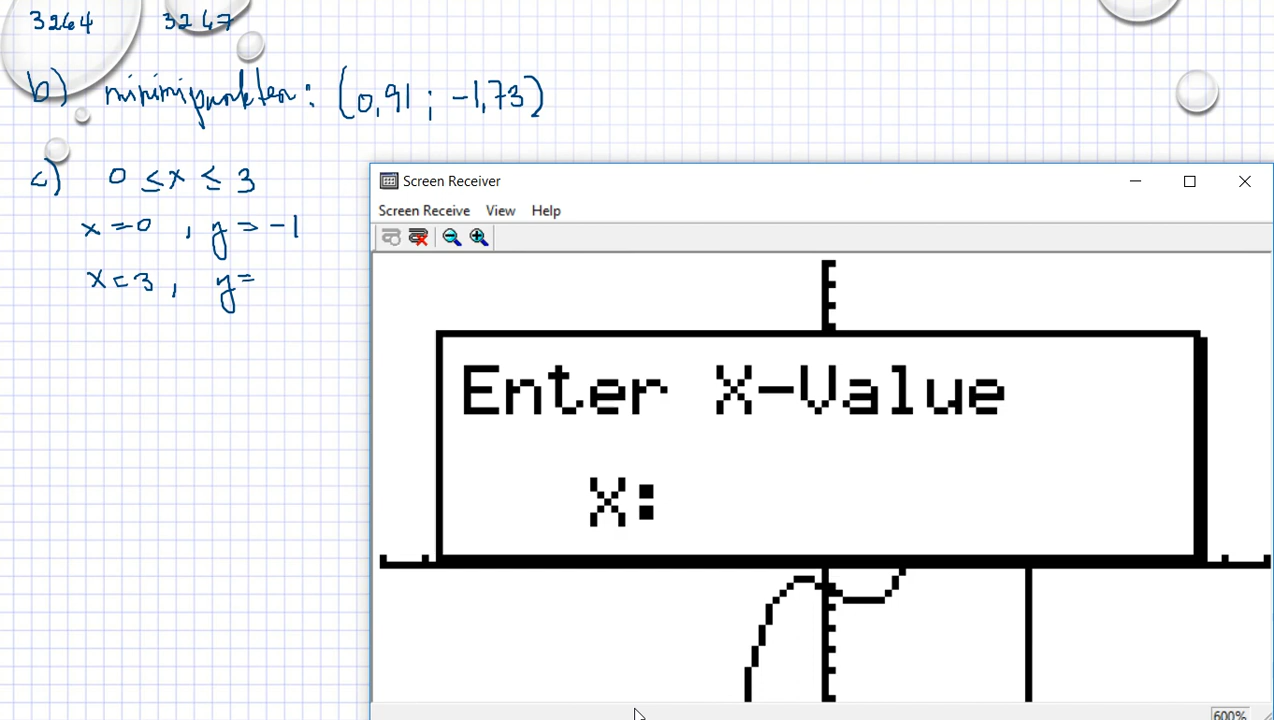 3264 3247
b) minimipunkten: (0,91 ; -1,73)
c) 0 ≤ x ≤ 3
x = 0 , y = -1
x = 3 , y =
Screen Receiver
Screen Receive View Help
Enter X-Value
X:
600%